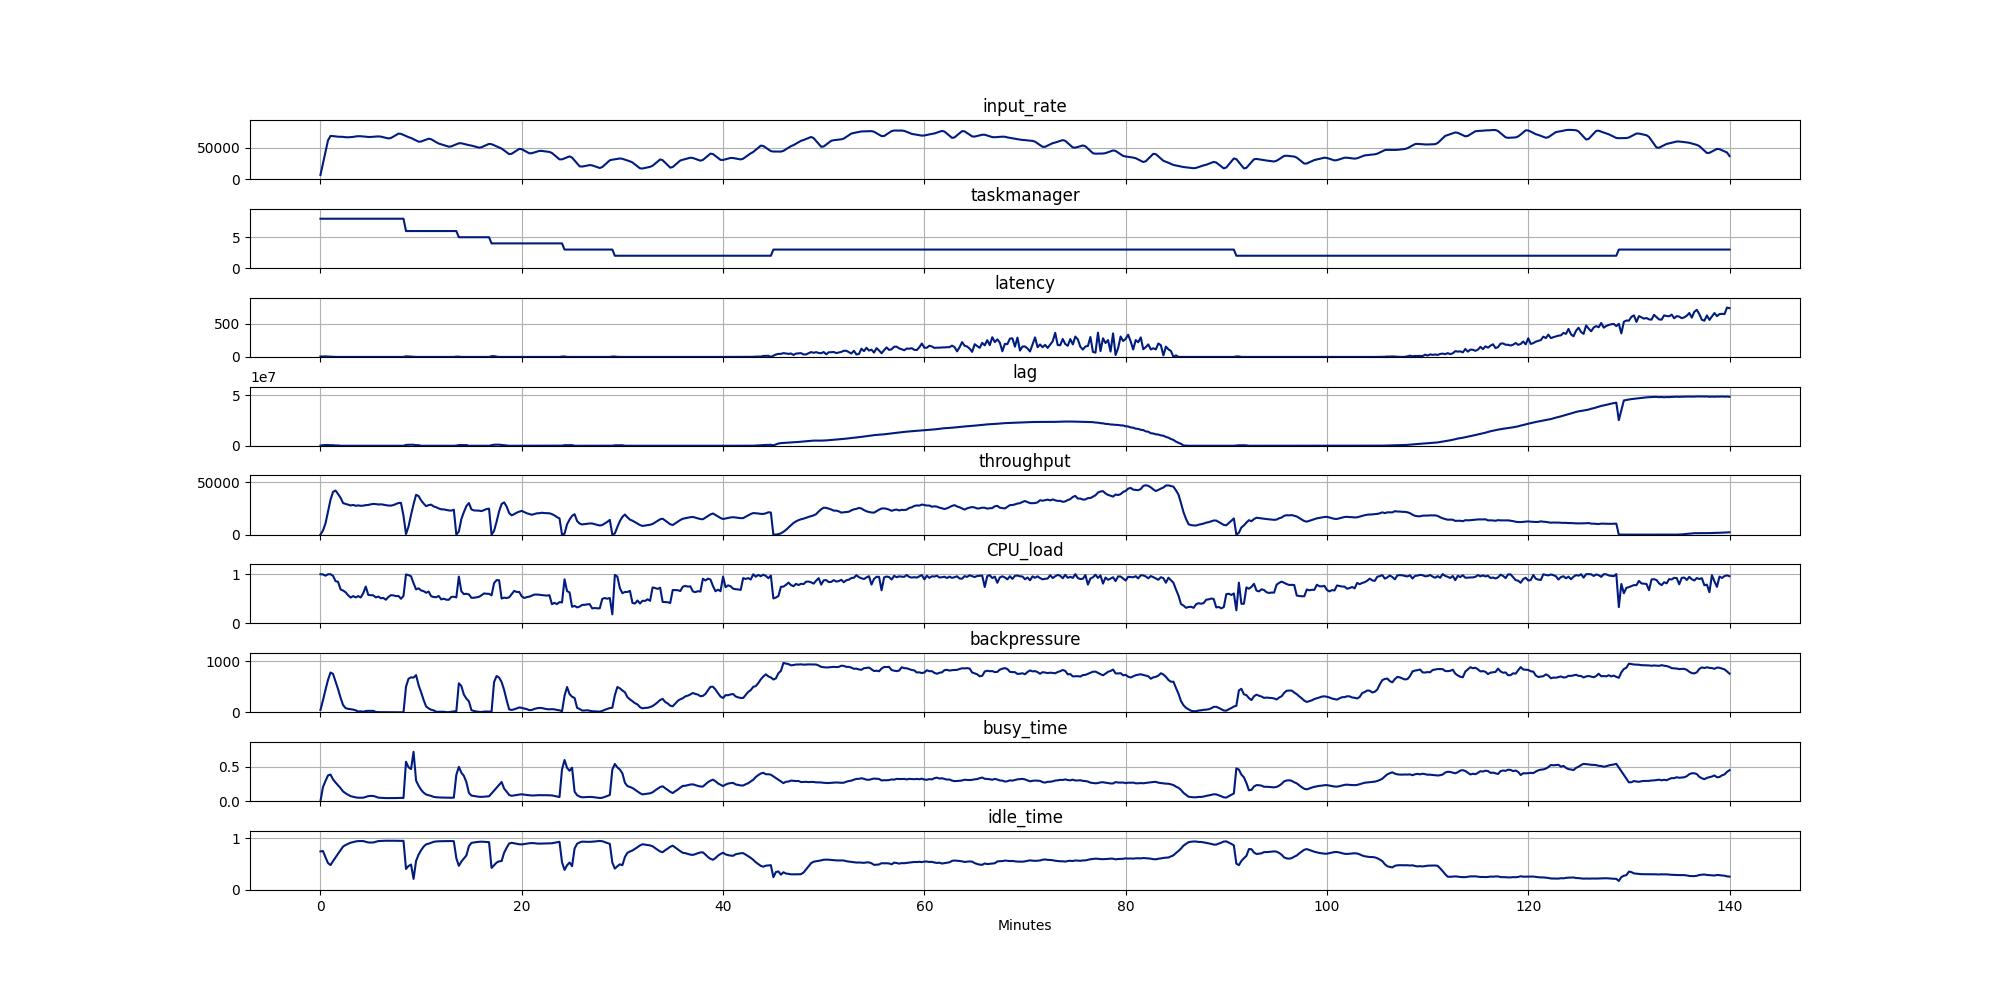 input_rate
50000
0
taskmanager
5
0
latency
500
0
1e7
lag
5
0
throughput
50000
0
CPU_load
1
0
backpressure
1000
0
busy_time
0.5
0.0
idle_time
1
0
0 20 40 60 80 100 120 140
Minutes